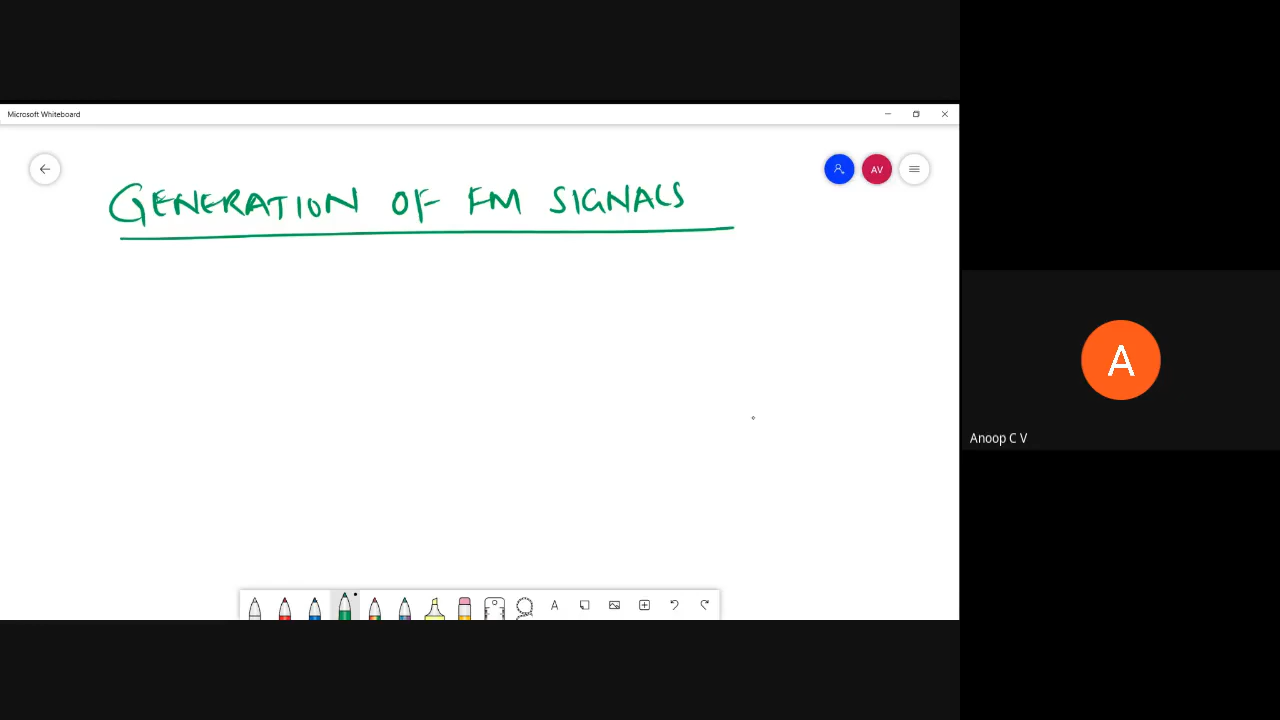 Microsoft Whiteboard
AV
GENERATION OF FM SIGNALS
A
Anoop C V
A